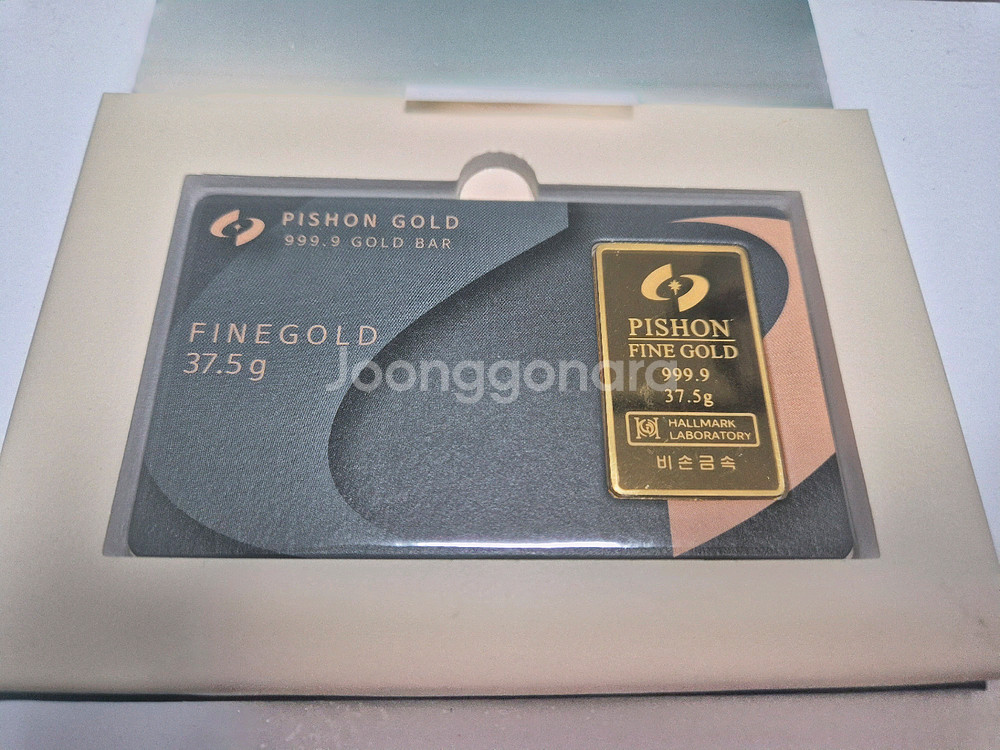 PISHON GOLD
999.9 GOLD BAR
FINEGOLD
37.5 g
Joonggonara
PISHON
FINE GOLD
999.9
37.5g
HALLMARK
LABORATORY
비손금속